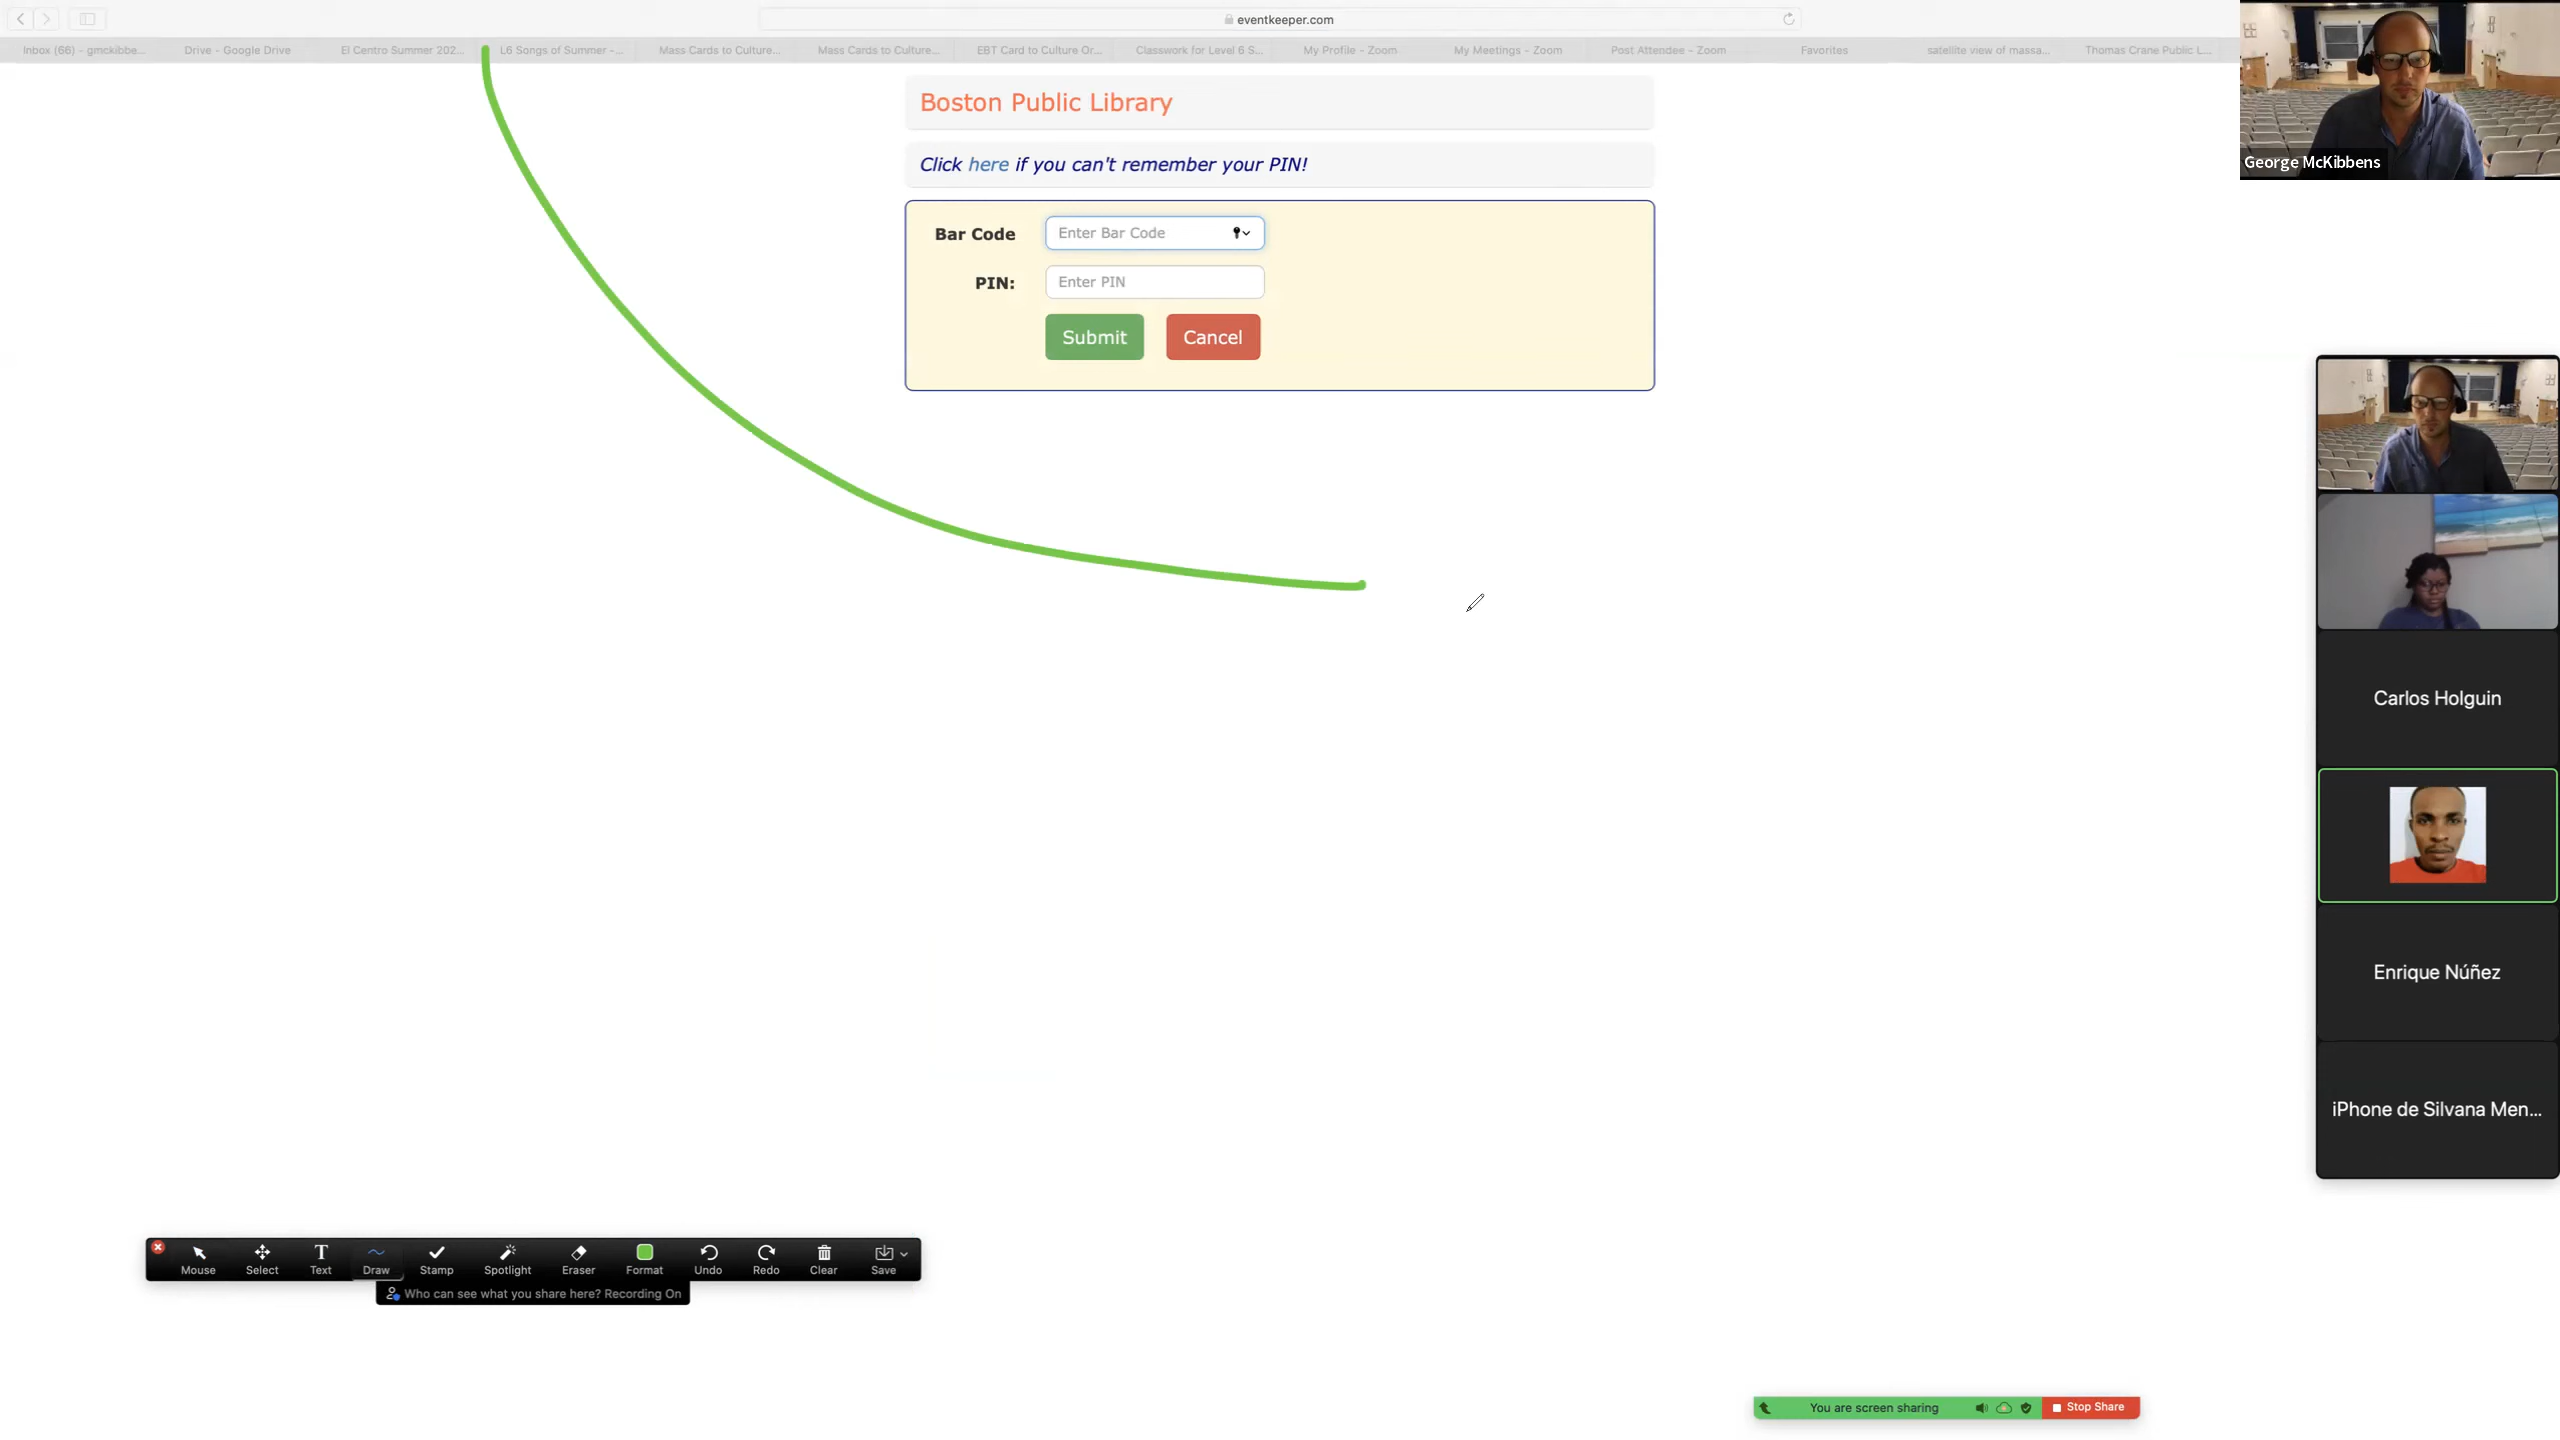 eventkeeper.com
Inbox (66) - gmckibbe... Drive - Google Drive El Centro Summer 202... L6 Songs of Summer -... Mass Cards to Culture... Mass Cards to Culture... EBT Card to Culture Or... Classwork for Level 6 S... My Profile - Zoom My Meetings - Zoom Post Attendee - Zoom Favorites satellite view of massa... Thomas Crane Public L...
Boston Public Library
Click here if you can't remember your PIN!
Bar Code Enter Bar Code
PIN: Enter PIN
Submit Cancel
George McKibbens
Carlos Holguin
Enrique Núñez
iPhone de Silvana Men...
Mouse Select Text Draw Stamp Spotlight Eraser Format Undo Redo Clear Save
Who can see what you share here? Recording On
You are screen sharing Stop Share